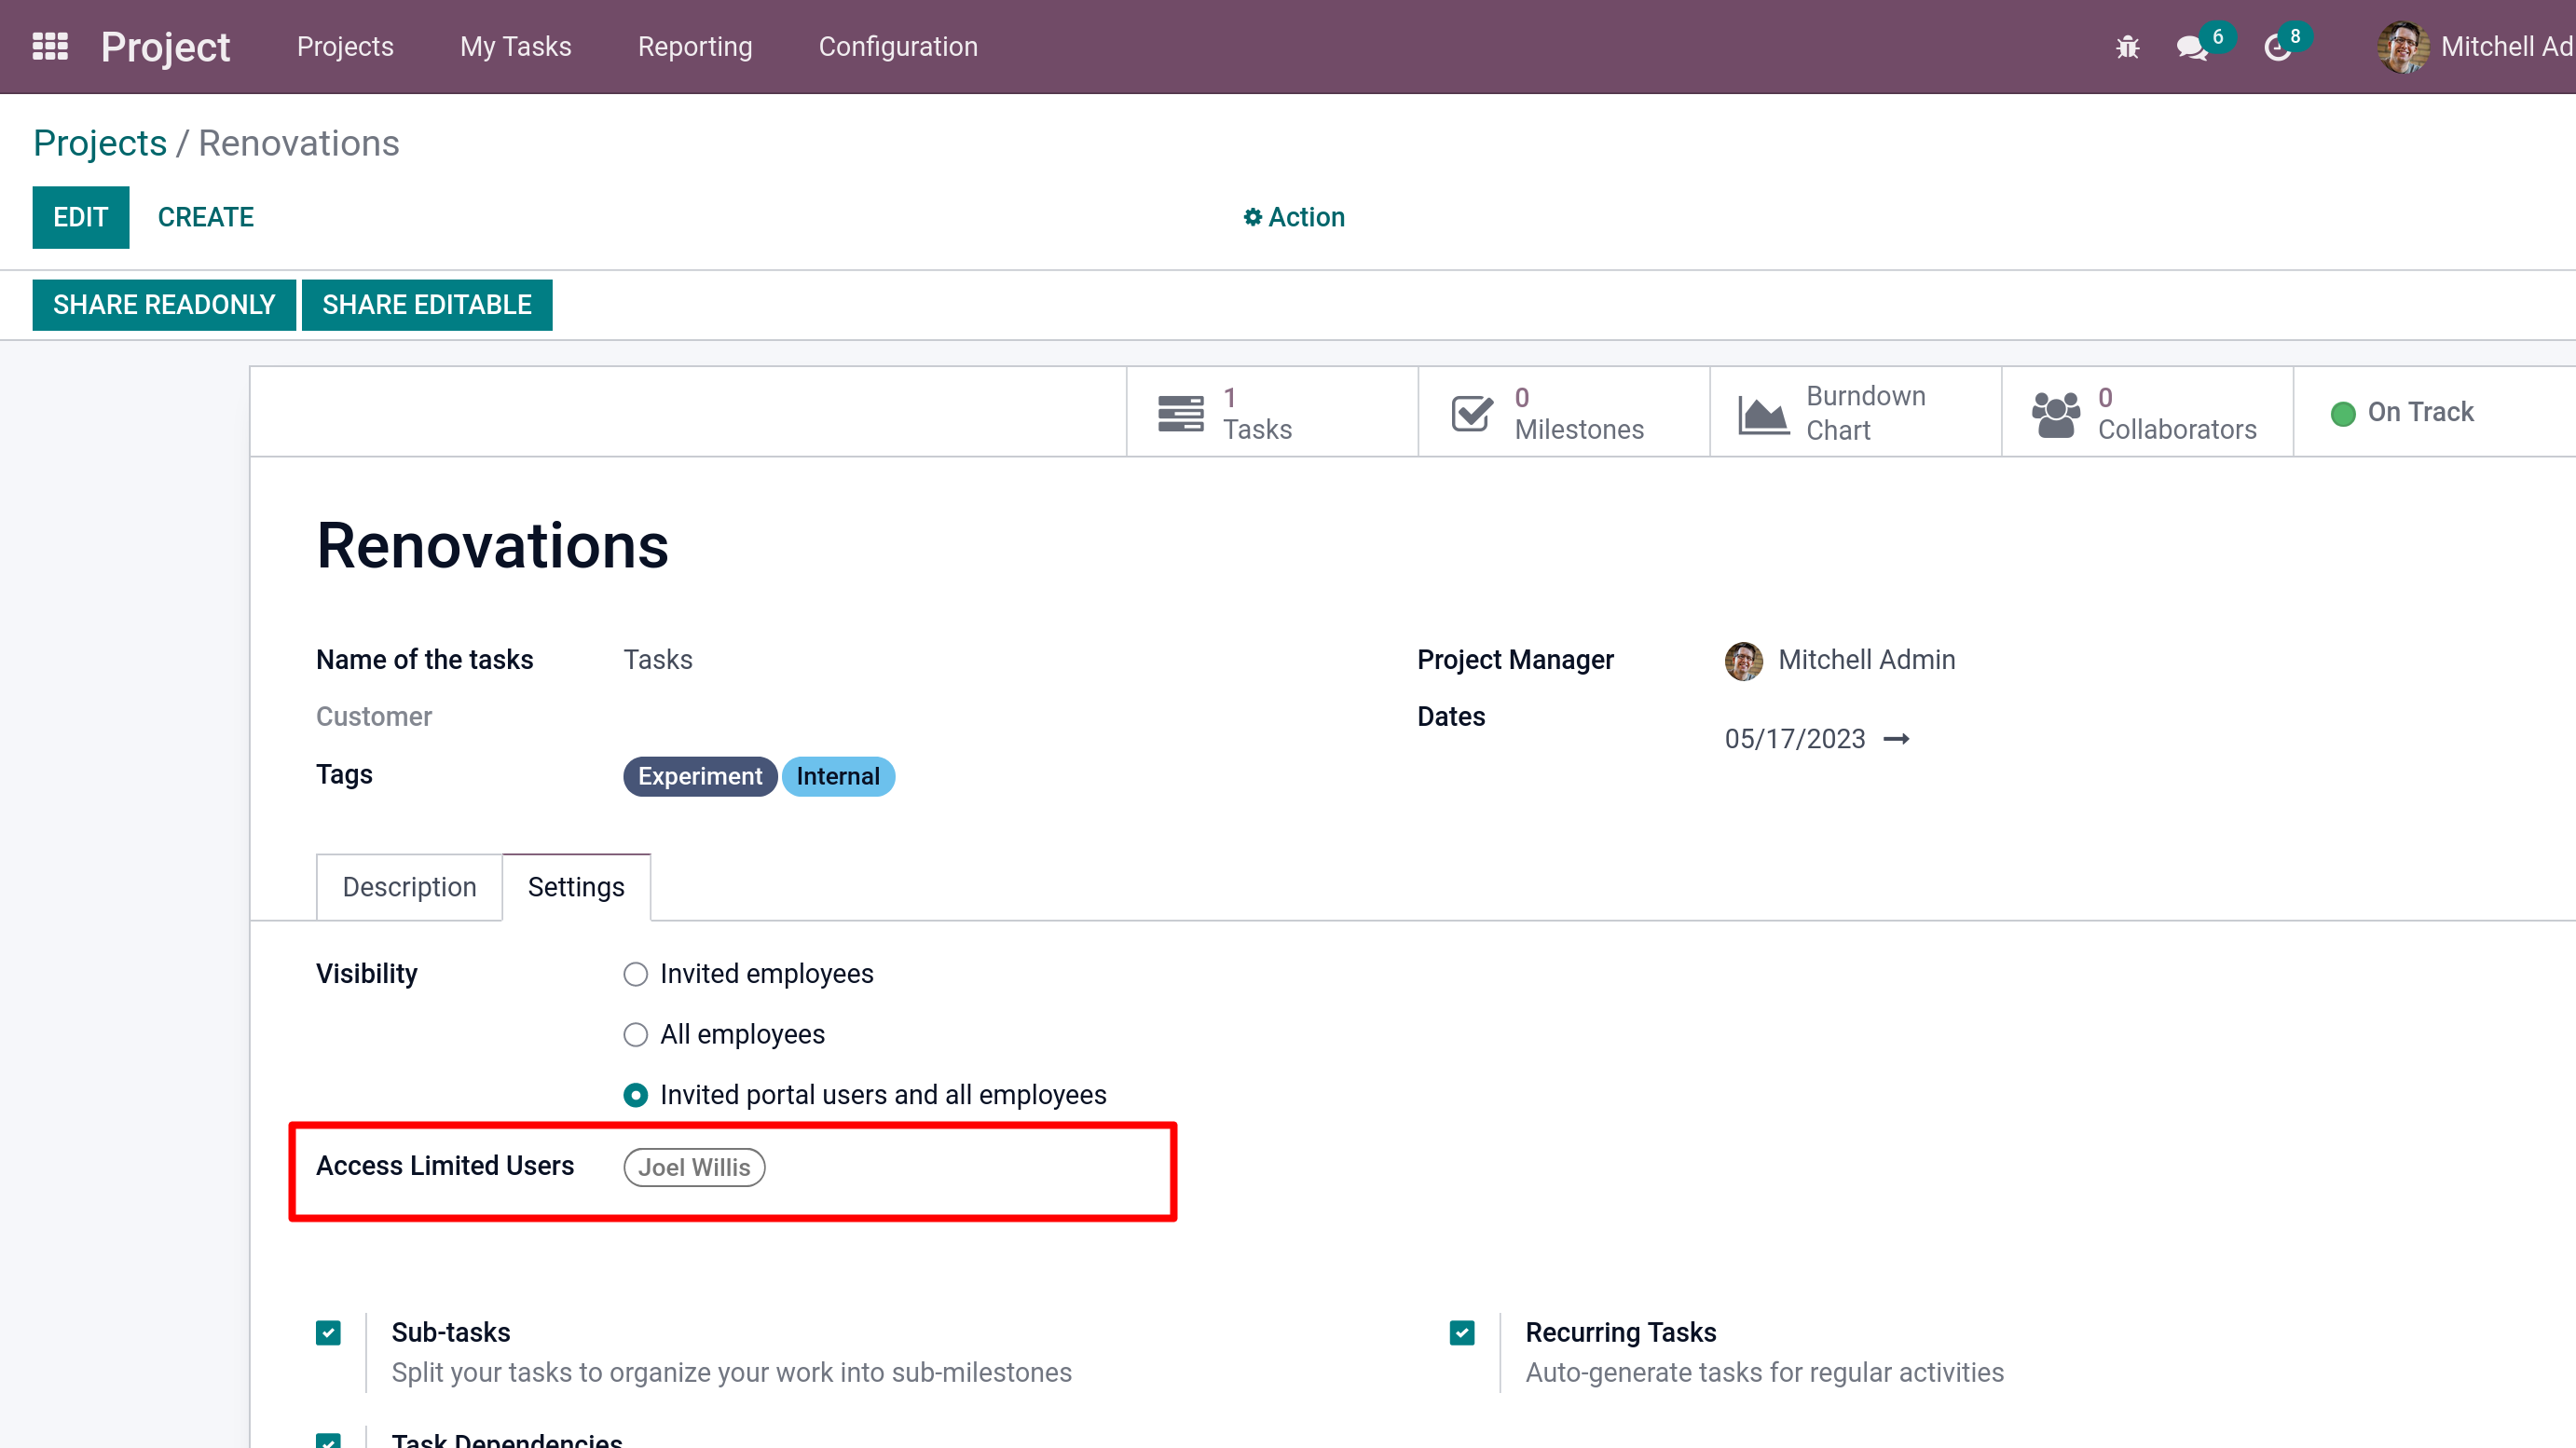 Project Projects My Tasks Reporting Configuration 6 8 Mitchell Ad
Projects / Renovations
EDIT CREATE Action
SHARE READONLY SHARE EDITABLE
1 Tasks
0 Milestones
Burndown Chart
0 Collaborators
On Track
Renovations
Name of the tasks Tasks
Project Manager Mitchell Admin
Customer
Dates
05/17/2023
Tags Experiment Internal
Description Settings
Visibility Invited employees
All employees
Invited portal users and all employees
Access Limited Users Joel Willis
Sub-tasks
Split your tasks to organize your work into sub-milestones
Recurring Tasks
Auto-generate tasks for regular activities
Task Dependencies